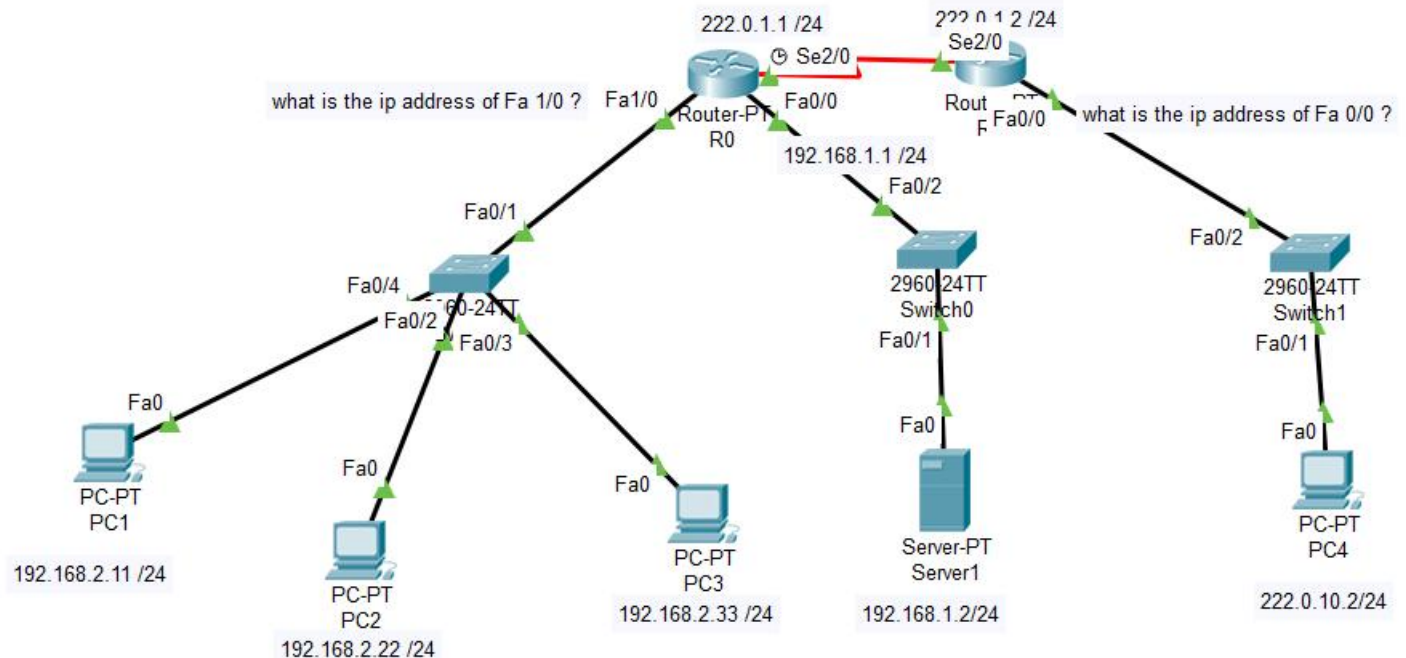 222.0.1.1 /24
222.0.1.2 /24
Se2/0
Se2/0
what is the ip address of Fa 1/0 ?
Fa1/0
Fa0/0
Router-PT
R0
Fa0/0
what is the ip address of Fa 0/0 ?
192.168.1.1 /24
Fa0/2
Fa0/1
Fa0/2
Fa0/4
2960-24TT
Switch0
2960-24TT
Switch1
Fa0/2
Fa0/3
Fa0/1
Fa0/1
Fa0
Fa0
Fa0
Fa0
Fa0
PC-PT
PC1
192.168.2.11 /24
PC-PT
PC2
192.168.2.22 /24
PC-PT
PC3
192.168.2.33 /24
Server-PT
Server1
192.168.1.2/24
PC-PT
PC4
222.0.10.2/24